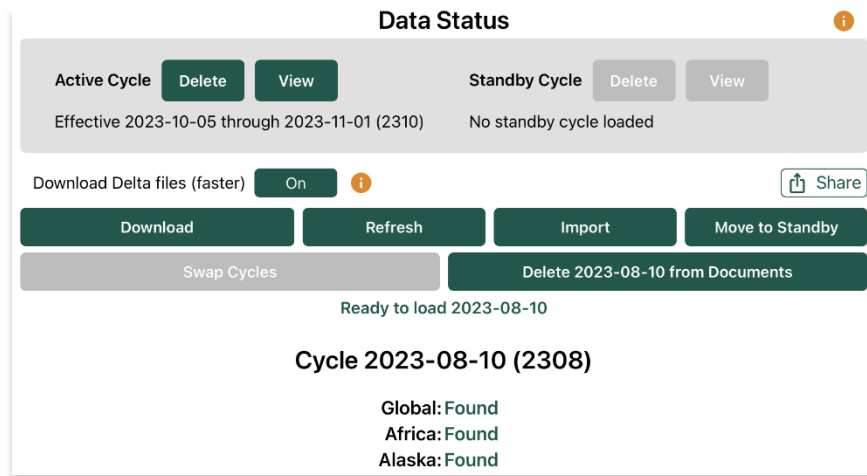 Data Status
Active Cycle Delete View
Standby Cycle Delete View
Effective 2023-10-05 through 2023-11-01 (2310)
No standby cycle loaded
Download Delta files (faster) On i
Share
Download Refresh Import Move to Standby
Swap Cycles Delete 2023-08-10 from Documents
Ready to load 2023-08-10
Cycle 2023-08-10 (2308)
Global: Found
Africa: Found
Alaska: Found